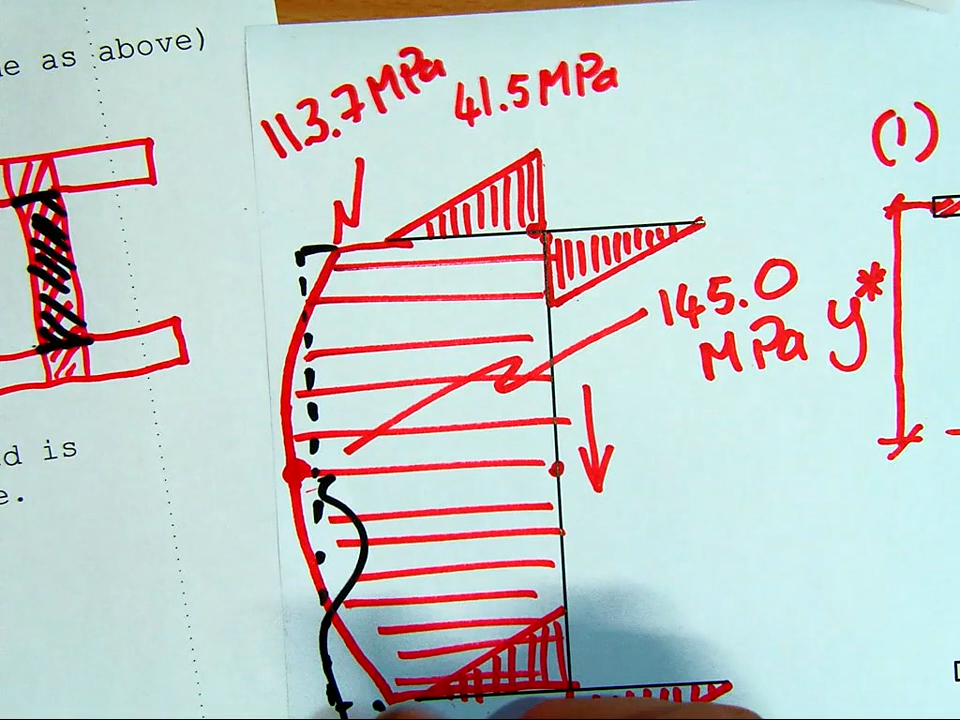 e as above)
113.7 MPa
41.5 MPa
(1)
N
145.0
MPa
y*
d is
e.